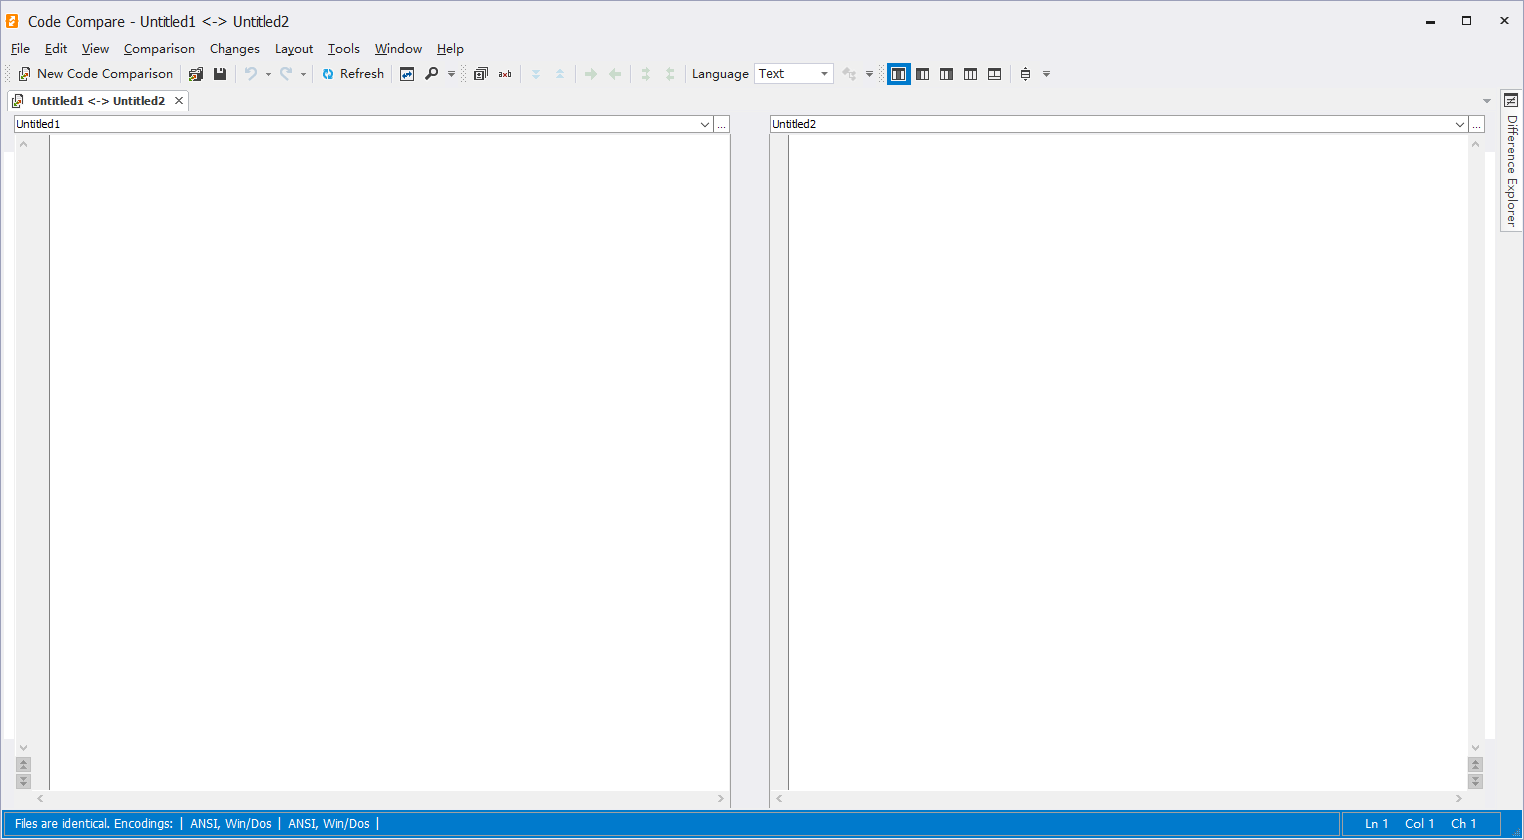 Code Compare - Untitled1 <-> Untitled2
File Edit View Comparison Changes Layout Tools Window Help
New Code Comparison Refresh axb Language Text
Untitled1 <-> Untitled2
Untitled1 ... Untitled2 ...
Difference Explorer
Files are identical. Encodings: | ANSI, Win/Dos | ANSI, Win/Dos | Ln 1 Col 1 Ch 1